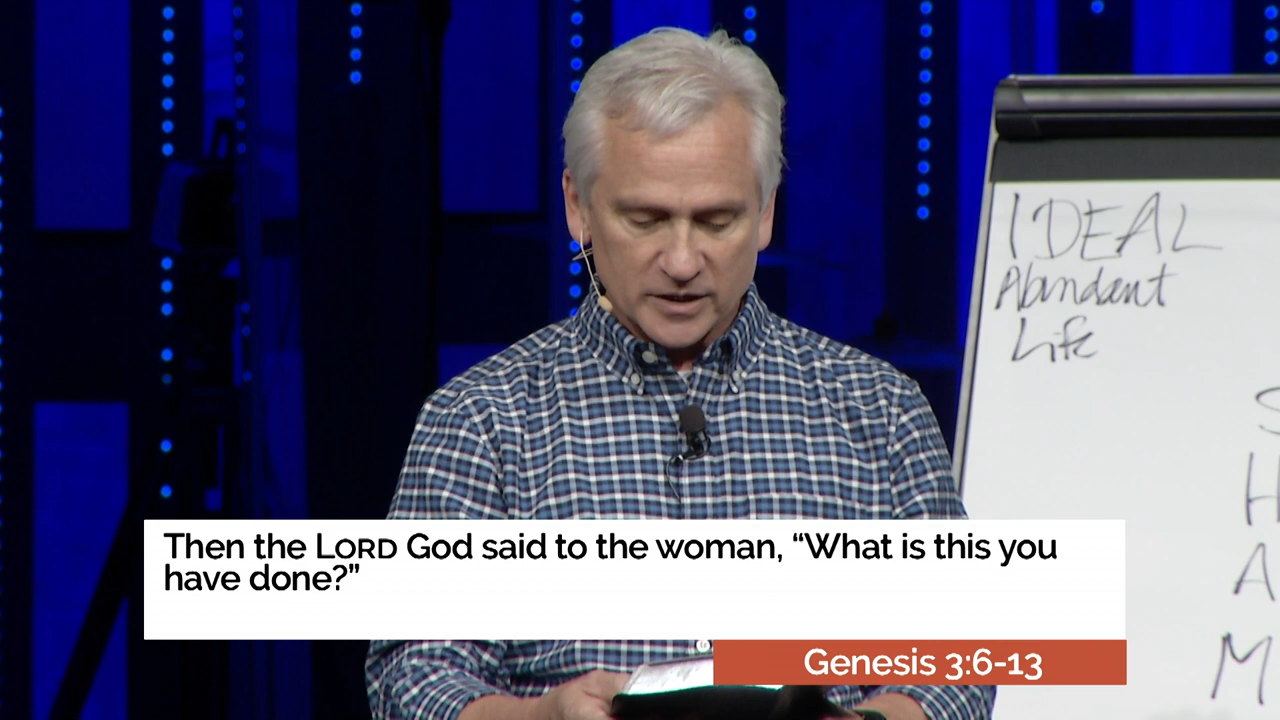 IDEAL
Abundant
Life
S
H
A
M
Then the LORD God said to the woman, “What is this you
have done?”
Genesis 3:6-13